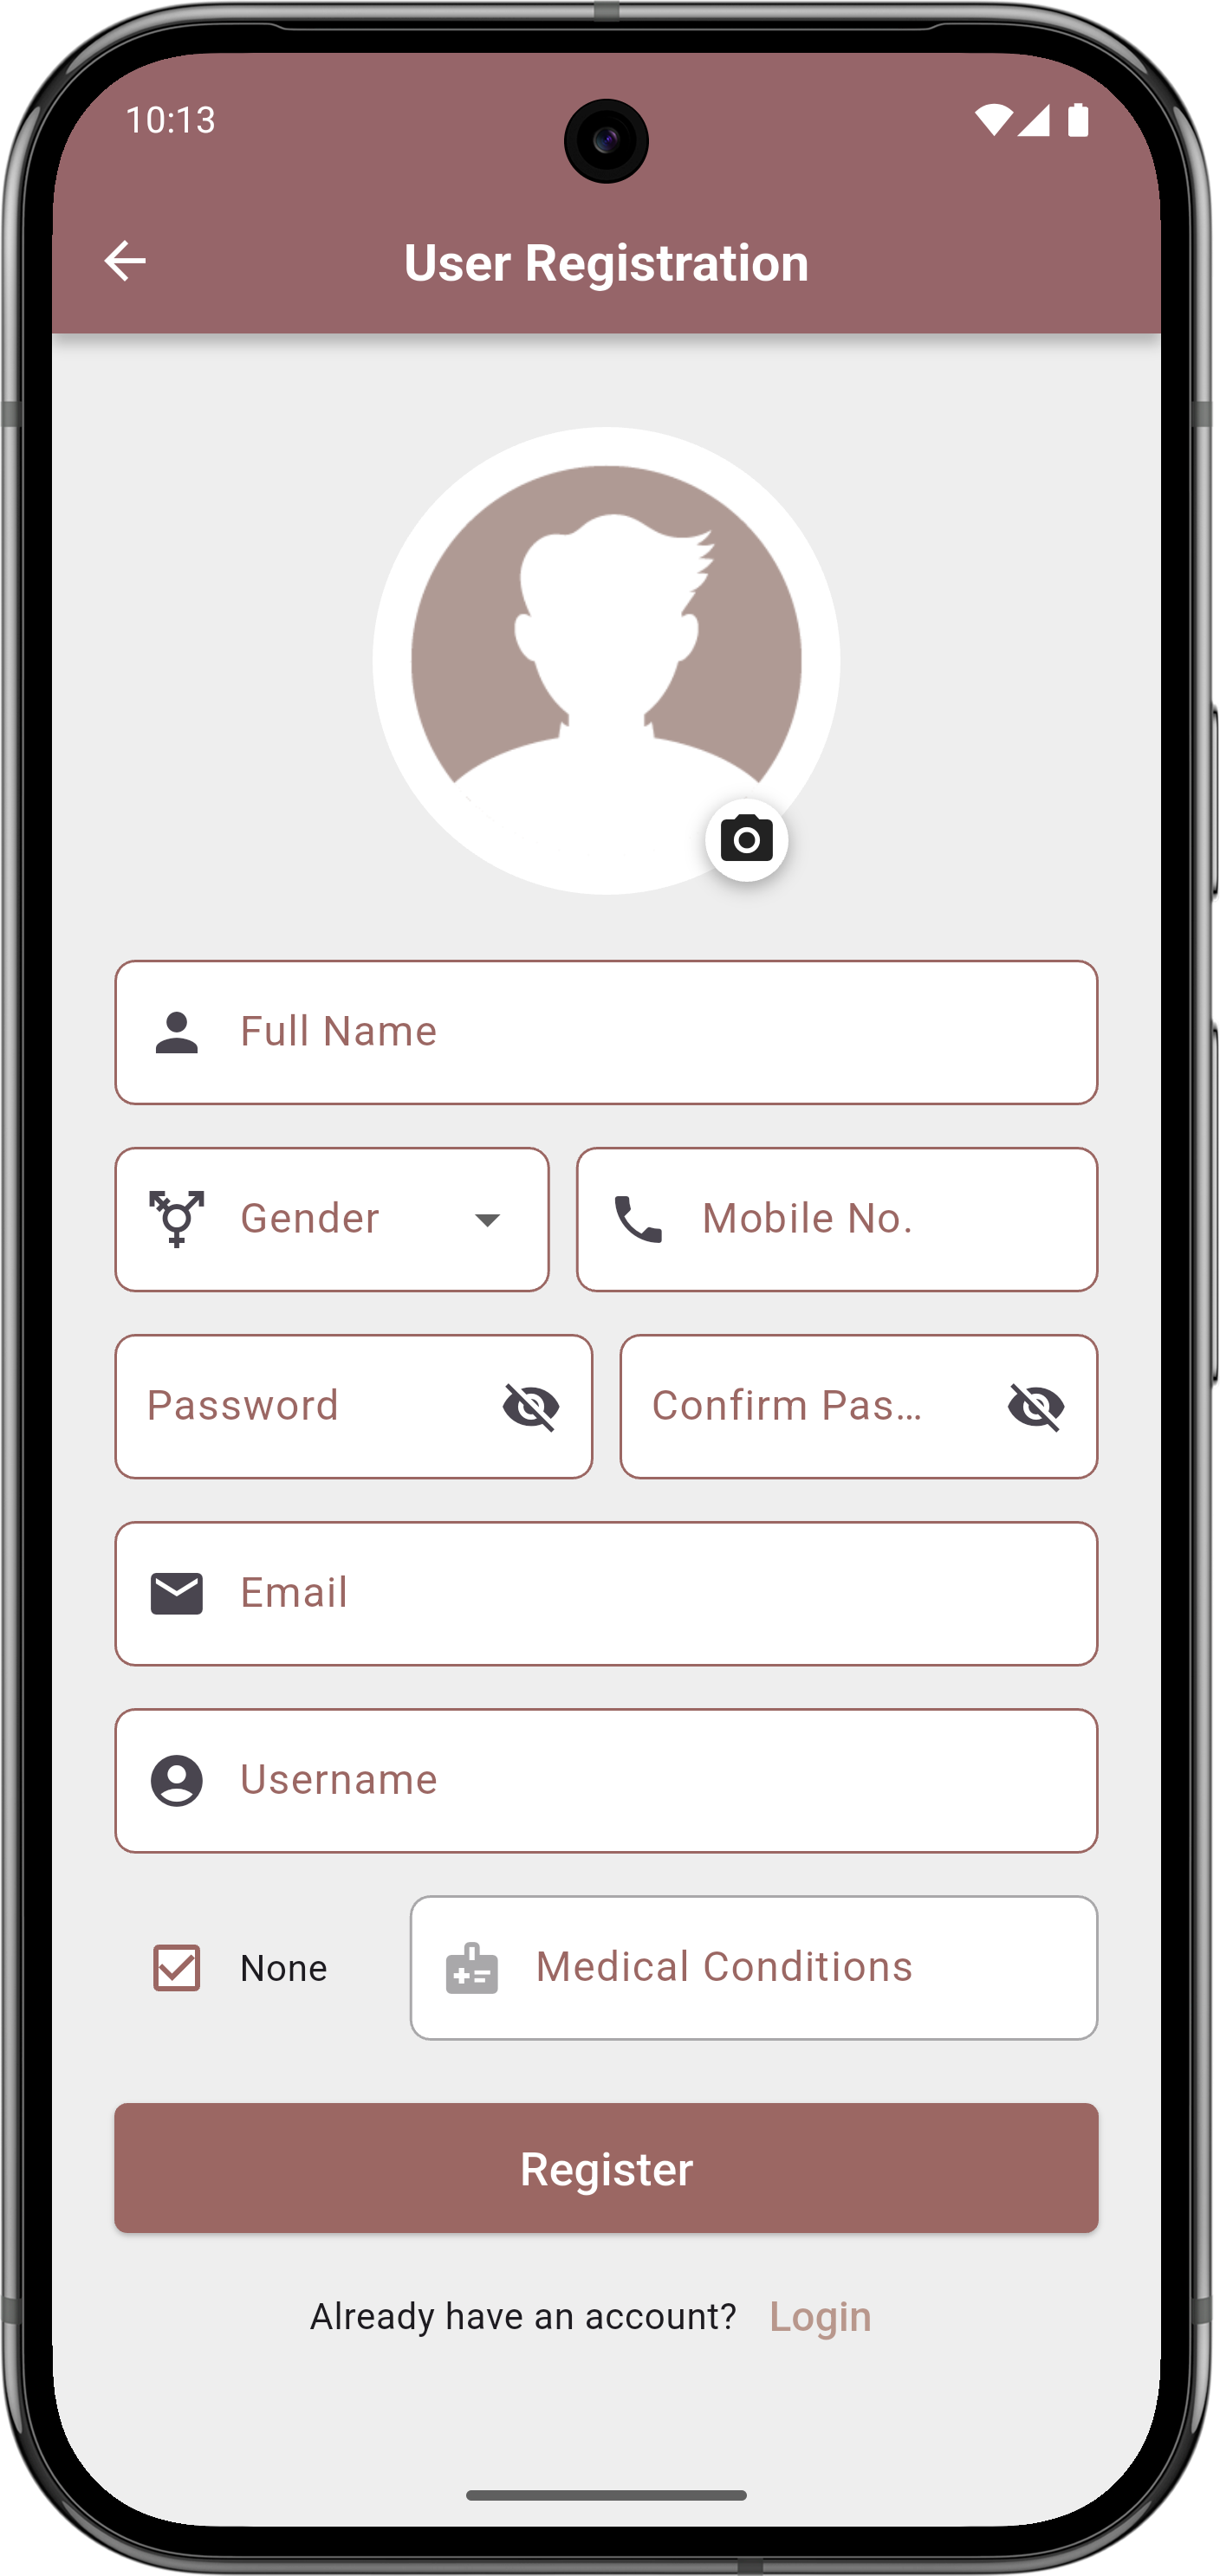 10:13
User Registration
Full Name
Gender
Mobile No.
Password
Confirm Pas...
Email
Username
None
Medical Conditions
Register
Already have an account? Login